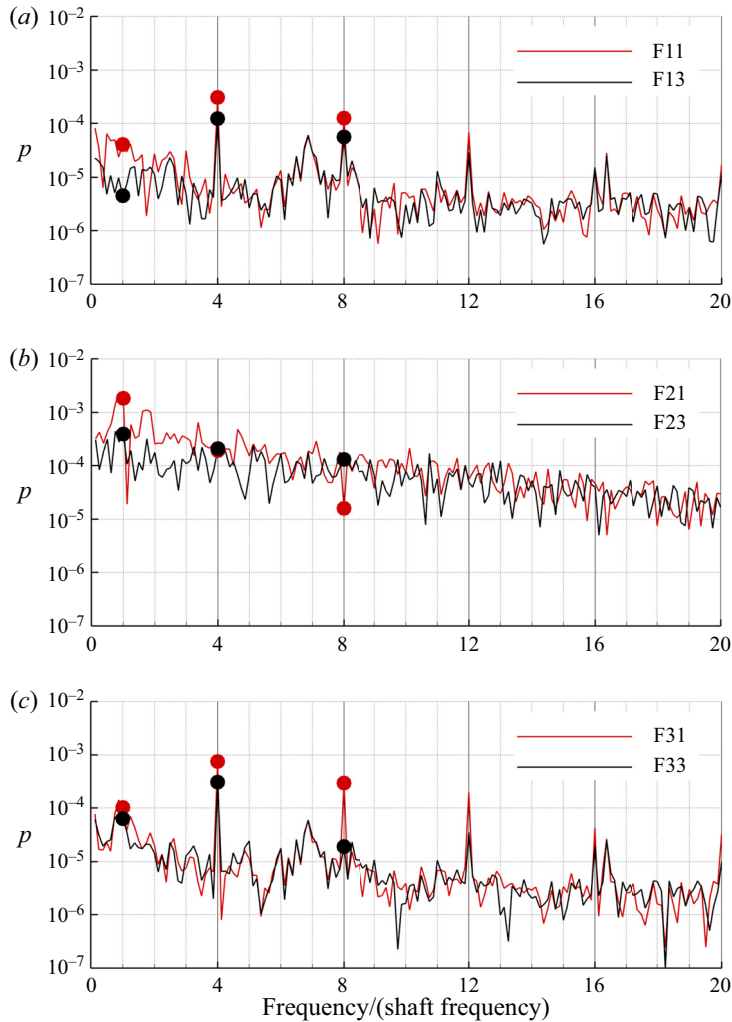 (a)
10⁻²
10⁻³
10⁻⁴
10⁻⁵
10⁻⁶
10⁻⁷
p
F11
F13
0 4 8 12 16 20
(b)
10⁻²
10⁻³
10⁻⁴
10⁻⁵
10⁻⁶
10⁻⁷
p
F21
F23
0 4 8 12 16 20
(c)
10⁻²
10⁻³
10⁻⁴
10⁻⁵
10⁻⁶
10⁻⁷
p
F31
F33
0 4 8 12 16 20
Frequency/(shaft frequency)